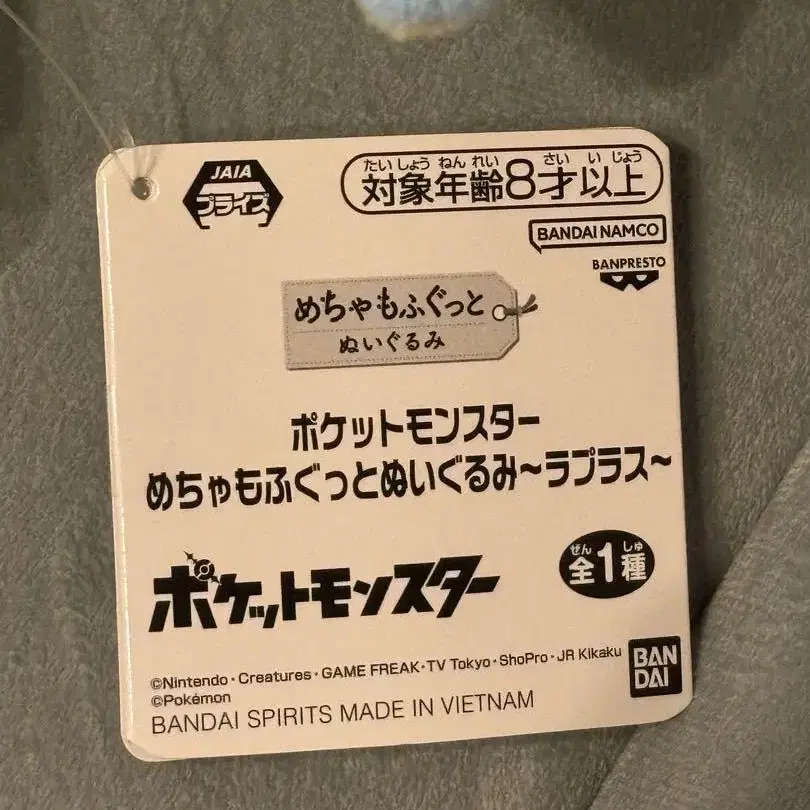 JAIA
プライズ
たいしょう ねんれい さい いじょう
対象年齢8才以上
BANDAI NAMCO
BANPRESTO
めちゃもふぐっと
ぬいぐるみ
ポケットモンスター
めちゃもふぐっとぬいぐるみ~ラプラス~
ポケットモンスター
ぜん しゅ
全1種
©Nintendo・Creatures・GAME FREAK・TV Tokyo・ShoPro・JR Kikaku
©Pokémon
BANDAI SPIRITS MADE IN VIETNAM
BAN
DAI